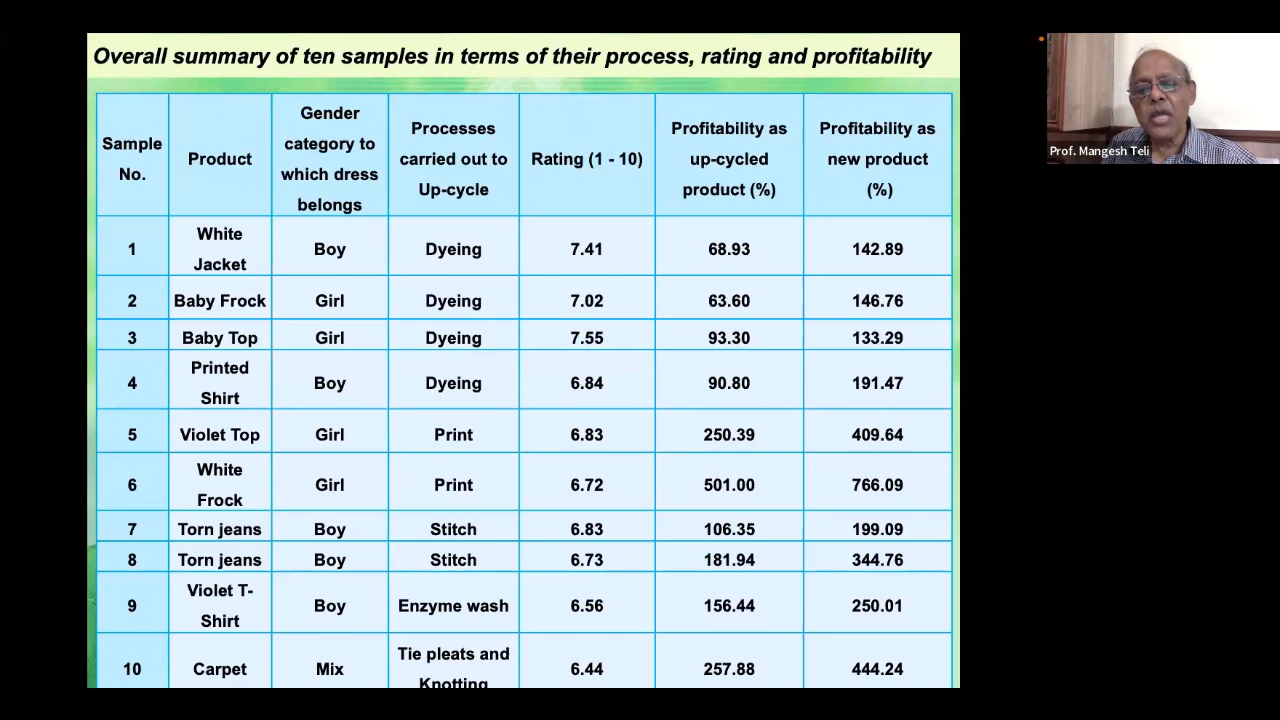 Overall summary of ten samples in terms of their process, rating and profitability
Sample No. | Product | Gender category to which dress belongs | Processes carried out to Up-cycle | Rating (1 - 10) | Profitability as up-cycled product (%) | Profitability as new product (%)
1 | White Jacket | Boy | Dyeing | 7.41 | 68.93 | 142.89
2 | Baby Frock | Girl | Dyeing | 7.02 | 63.60 | 146.76
3 | Baby Top | Girl | Dyeing | 7.55 | 93.30 | 133.29
4 | Printed Shirt | Boy | Dyeing | 6.84 | 90.80 | 191.47
5 | Violet Top | Girl | Print | 6.83 | 250.39 | 409.64
6 | White Frock | Girl | Print | 6.72 | 501.00 | 766.09
7 | Torn jeans | Boy | Stitch | 6.83 | 106.35 | 199.09
8 | Torn jeans | Boy | Stitch | 6.73 | 181.94 | 344.76
9 | Violet T-Shirt | Boy | Enzyme wash | 6.56 | 156.44 | 250.01
10 | Carpet | Mix | Tie pleats and Knotting | 6.44 | 257.88 | 444.24
Prof. Mangesh Teli